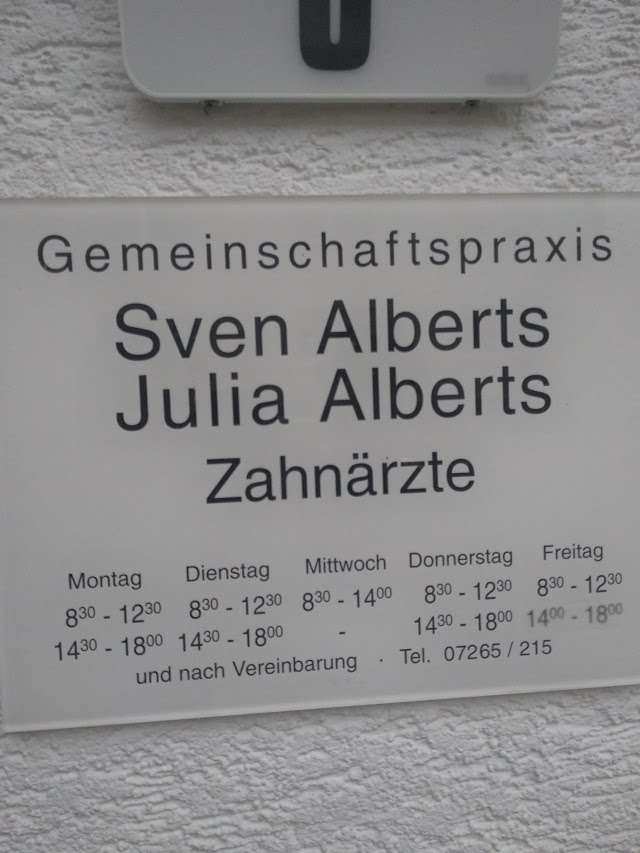 Gemeinschaftspraxis
Sven Alberts
Julia Alberts
Zahnärzte
Montag Dienstag Mittwoch Donnerstag Freitag
8³⁰ - 12³⁰ 8³⁰ - 12³⁰ 8³⁰ - 14⁰⁰ 8³⁰ - 12³⁰ 8³⁰ - 12³⁰
14³⁰ - 18⁰⁰ 14³⁰ - 18⁰⁰ - 14³⁰ - 18⁰⁰ 14⁰⁰ - 18⁰⁰
und nach Vereinbarung · Tel. 07265 / 215